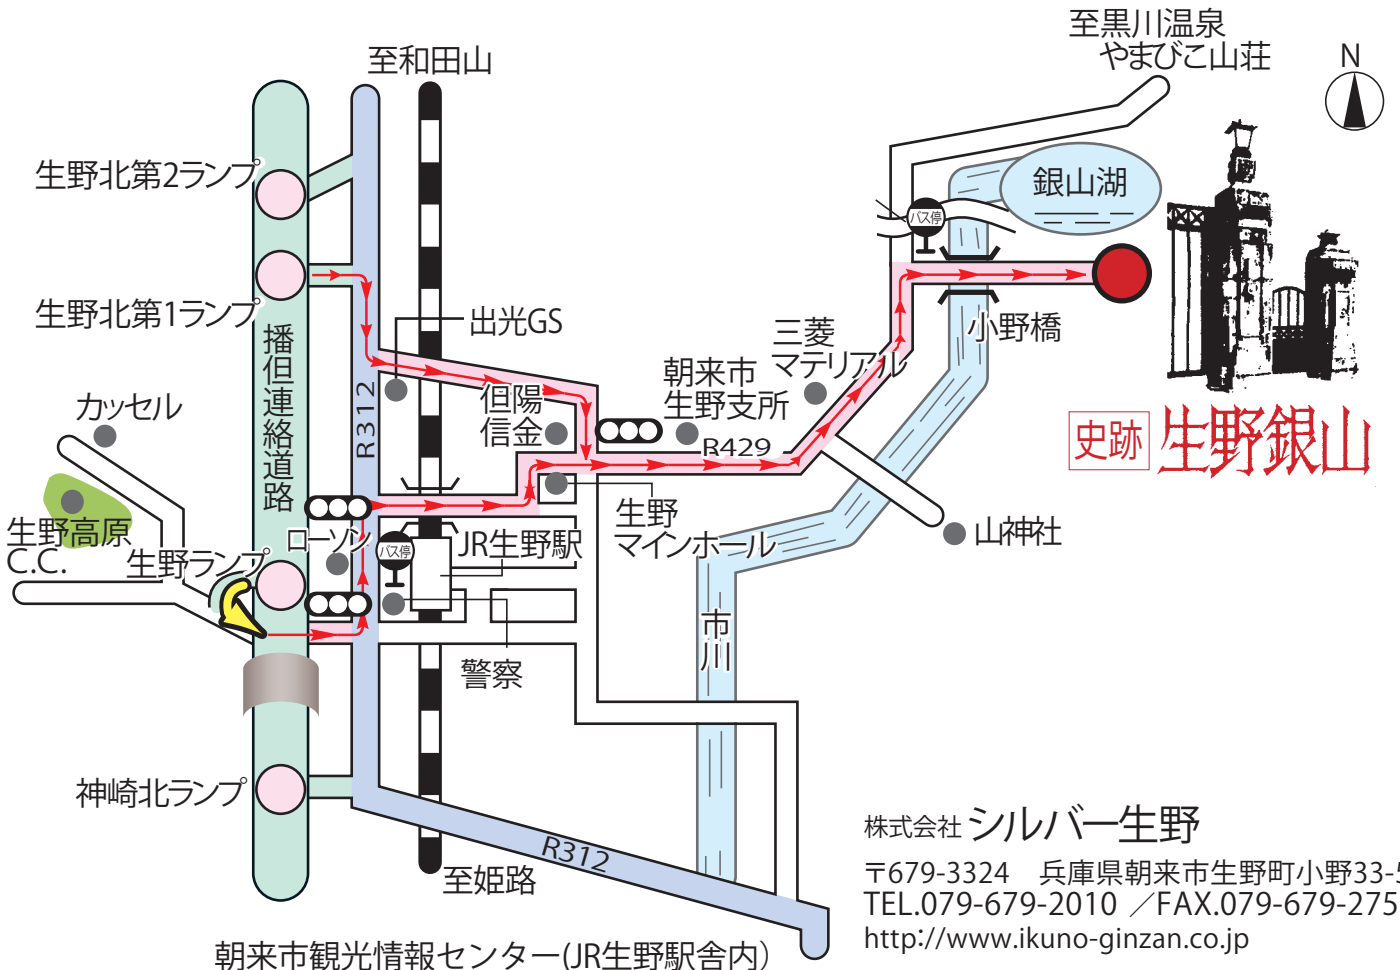 至黒川温泉
やまびこ山荘
N
至和田山
生野北第2ランプ
銀山湖
バス停
生野北第1ランプ
出光GS
小野橋
三菱
マテリアル
播但連絡道路
R312
朝来市
生野支所
カッセル
但陽
信金
R429
史跡 生野銀山
生野高原
C.C.
生野ランプ
ローソン
バス停
JR生野駅
生野
マインホール
山神社
市川
警察
神崎北ランプ
R312
至姫路
株式会社 シルバー生野
〒679-3324 兵庫県朝来市生野町小野33-5
TEL.079-679-2010 ／FAX.079-679-275
http://www.ikuno-ginzan.co.jp
朝来市観光情報センター(JR生野駅舎内)